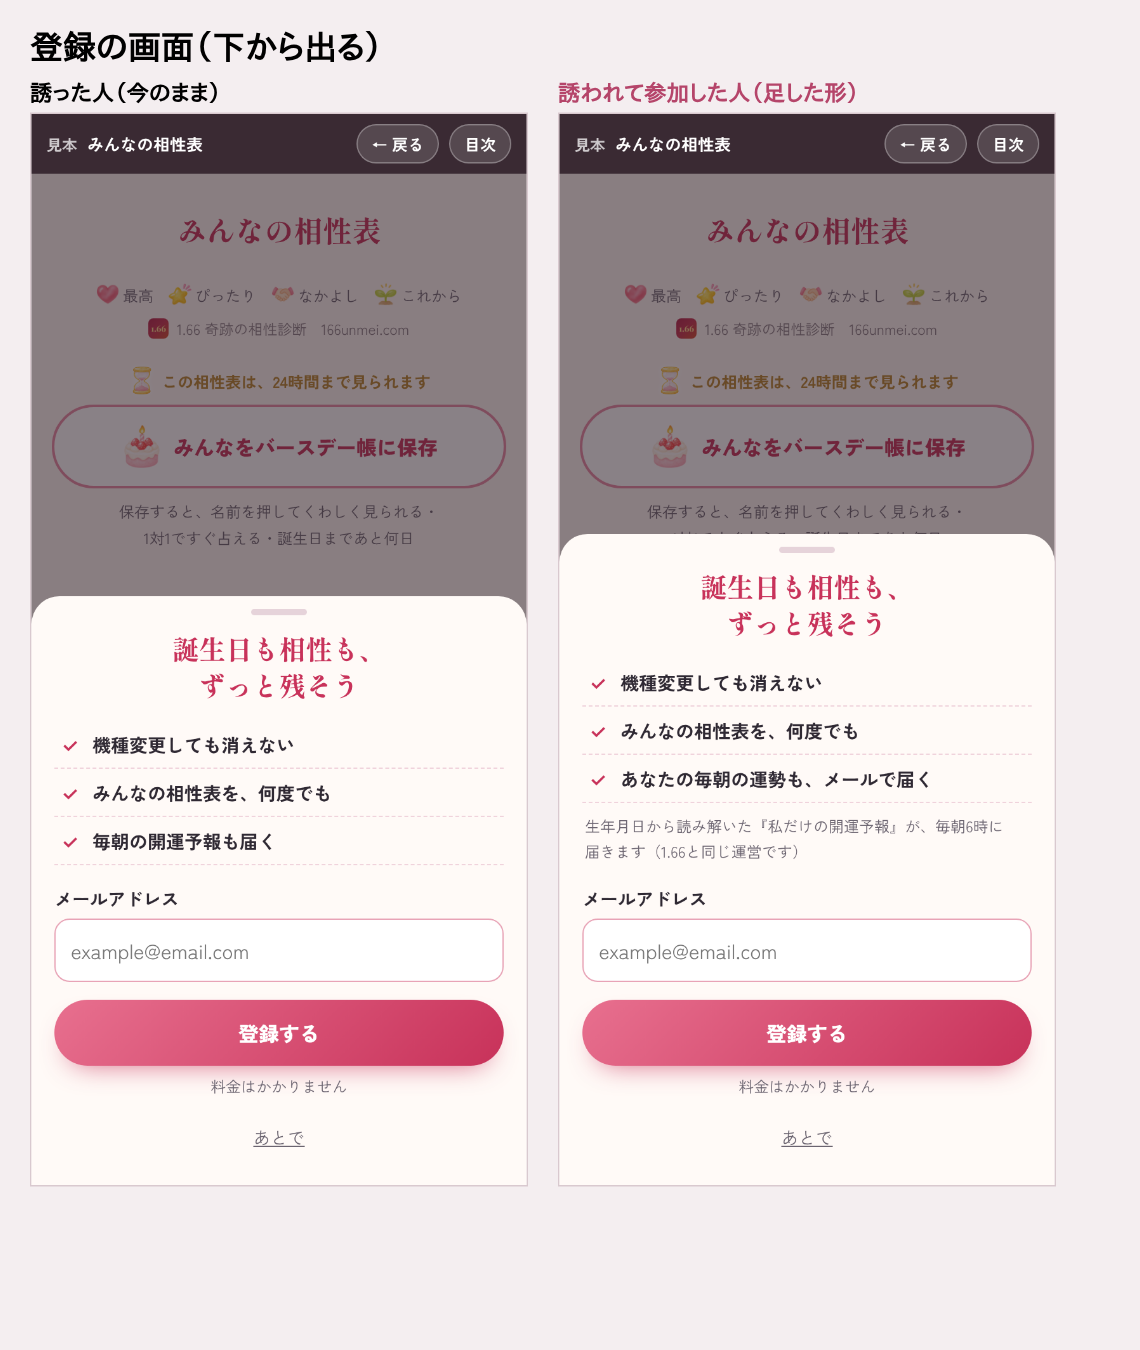 登録の画面（下から出る）
誘った人（今のまま）
見本 みんなの相性表 ← 戻る 目次
みんなの相性表
最高 ぴったり なかよし これから
1.66 1.66 奇跡の相性診断 166unmei.com
この相性表は、24時間まで見られます
みんなをバースデー帳に保存
保存すると、名前を押してくわしく見られる・
1対1ですぐ占える・誕生日まであと何日
誕生日も相性も、
ずっと残そう
機種変更しても消えない
みんなの相性表を、何度でも
毎朝の開運予報も届く
メールアドレス
example@email.com
登録する
料金はかかりません
あとで
誘われて参加した人（足した形）
見本 みんなの相性表 ← 戻る 目次
みんなの相性表
最高 ぴったり なかよし これから
1.66 1.66 奇跡の相性診断 166unmei.com
この相性表は、24時間まで見られます
みんなをバースデー帳に保存
保存すると、名前を押してくわしく見られる・
誕生日も相性も、
ずっと残そう
機種変更しても消えない
みんなの相性表を、何度でも
あなたの毎朝の運勢も、メールで届く
生年月日から読み解いた『私だけの開運予報』が、毎朝6時に
届きます（1.66と同じ運営です）
メールアドレス
example@email.com
登録する
料金はかかりません
あとで